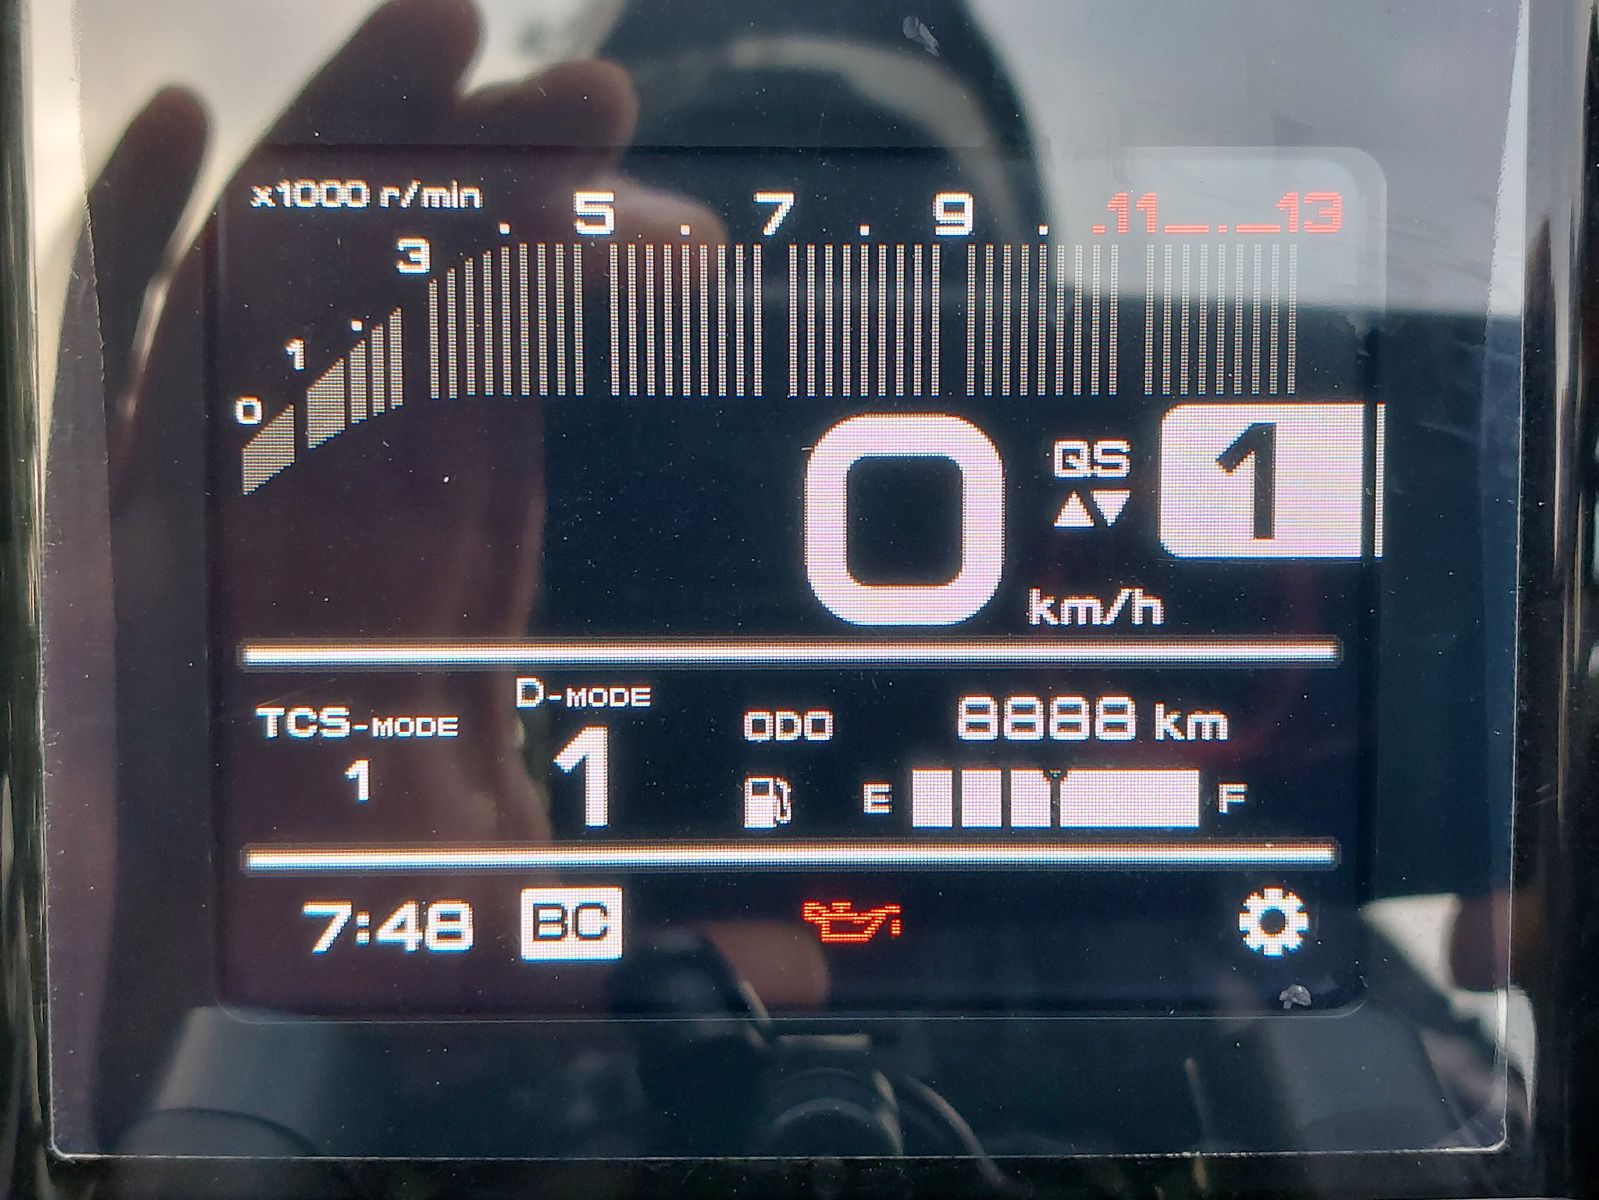 x1000 r/min
0 1 3 5 7 9 11 13
QS 1
0 km/h
TCS-MODE D-MODE ODO 8888 km
1 1 E F
7:48 BC